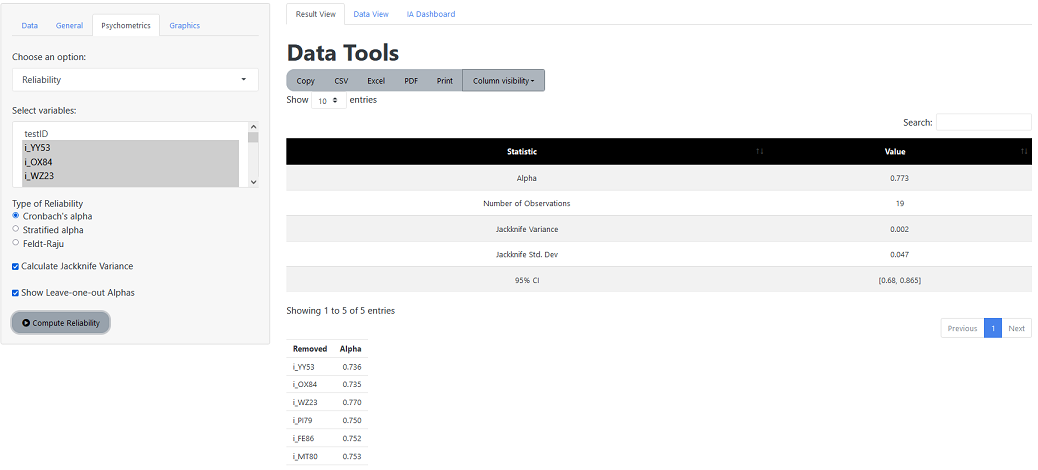 Data General Psychometrics Graphics
Choose an option:
Reliability
Select variables:
testID
i_YY53
i_OX84
i_WZ23
Type of Reliability
Cronbach's alpha
Stratified alpha
Feldt-Raju
Calculate Jackknife Variance
Show Leave-one-out Alphas
Compute Reliability
Result View Data View IA Dashboard
Data Tools
Copy CSV Excel PDF Print Column visibility
Show 10 entries
Search:
Statistic Value
Alpha 0.773
Number of Observations 19
Jackknife Variance 0.002
Jackknife Std. Dev 0.047
95% CI [0.68, 0.865]
Showing 1 to 5 of 5 entries
Previous 1 Next
Removed Alpha
i_YY53 0.736
i_OX84 0.735
i_WZ23 0.770
i_PI79 0.750
i_FE86 0.752
i_MT80 0.753